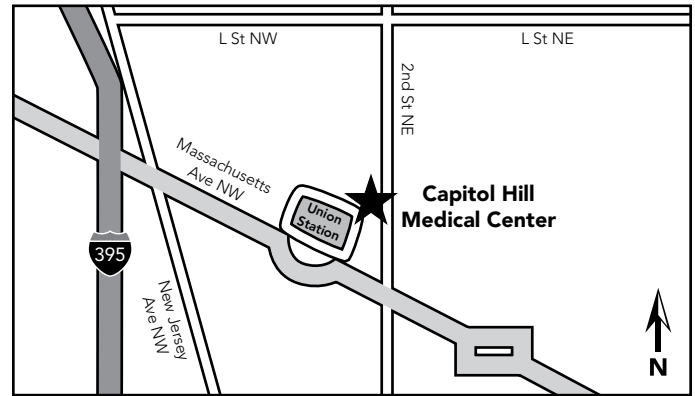 L St NW
L St NE
2nd St NE
Massachusetts
Ave NW
Union
Station
Capitol Hill
Medical Center
395
New Jersey
Ave NW
N